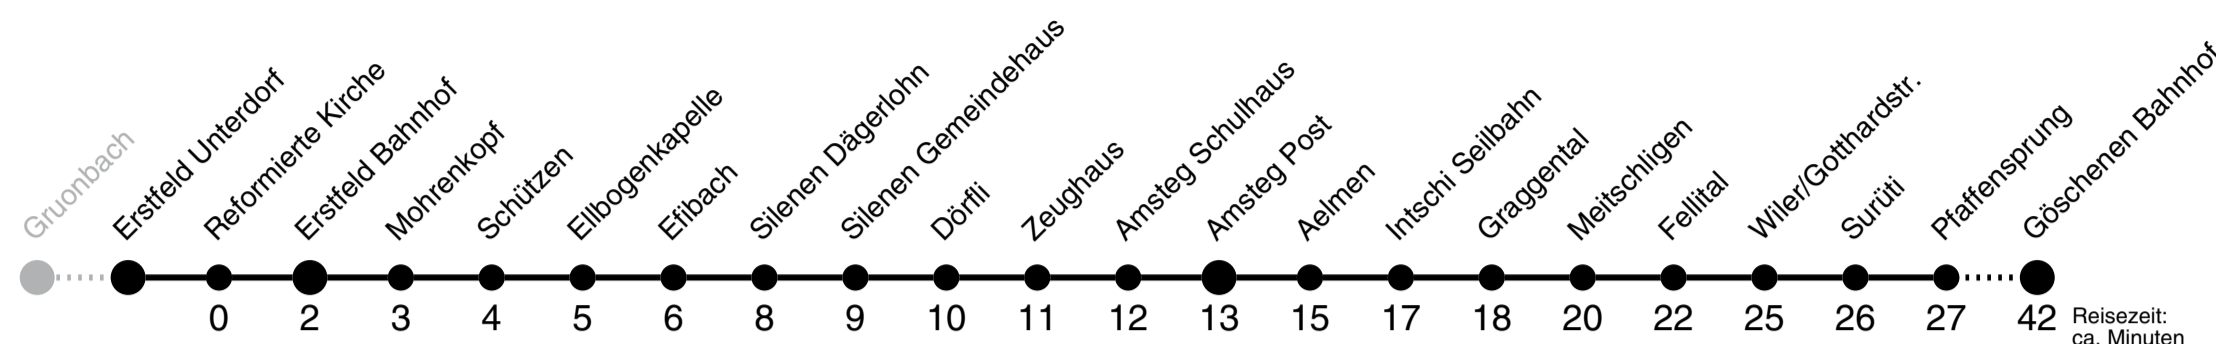 Gruonbach
Erstfeld Unterdorf
Reformierte Kirche
Erstfeld Bahnhof
Mohrenkopf
Schützen
Ellbogenkapelle
Efibach
Silenen Dägerlohn
Silenen Gemeindehaus
Dörfli
Zeughaus
Amsteg Schulhaus
Amsteg Post
Aelmen
Intschi Seilbahn
Graggental
Meitschligen
Fellital
Wiler/Gotthardstr.
Surüti
Pfaffensprung
Göschenen Bahnhof
0 2 3 4 5 6 8 9 10 11 12 13 15 17 18 20 22 25 26 27 42
Reisezeit:
ca. Minuten